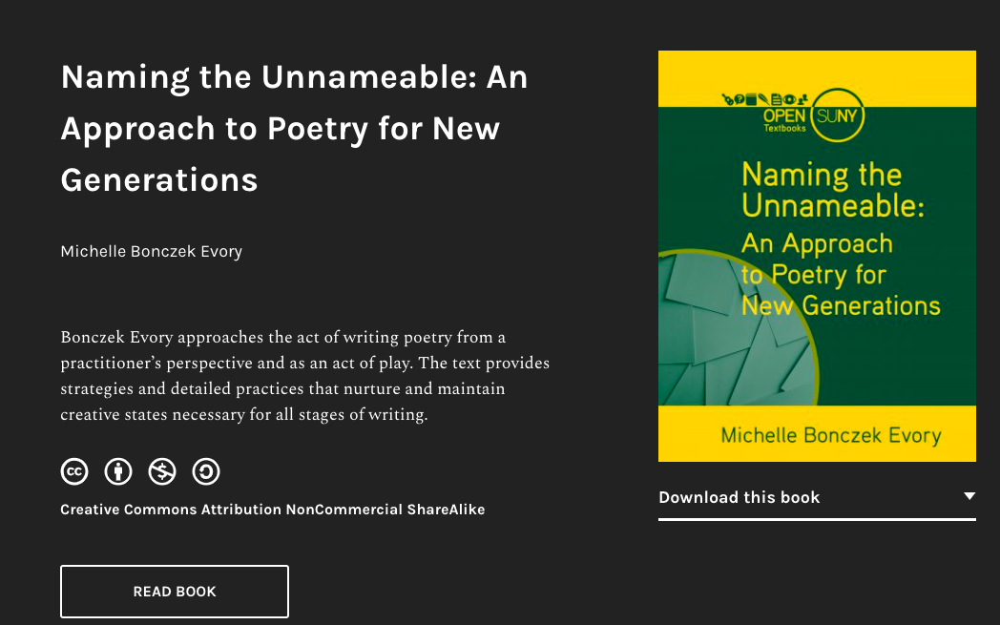 Naming the Unnameable: An
Approach to Poetry for New
Generations
Michelle Bonczek Evory
Bonczek Evory approaches the act of writing poetry from a
practitioner’s perspective and as an act of play. The text provides
strategies and detailed practices that nurture and maintain
creative states necessary for all stages of writing.
cc
Creative Commons Attribution NonCommercial ShareAlike
READ BOOK
OPEN SUNY
Textbooks
Naming the
Unnameable:
An Approach
to Poetry for
New Generations
Michelle Bonczek Evory
Download this book